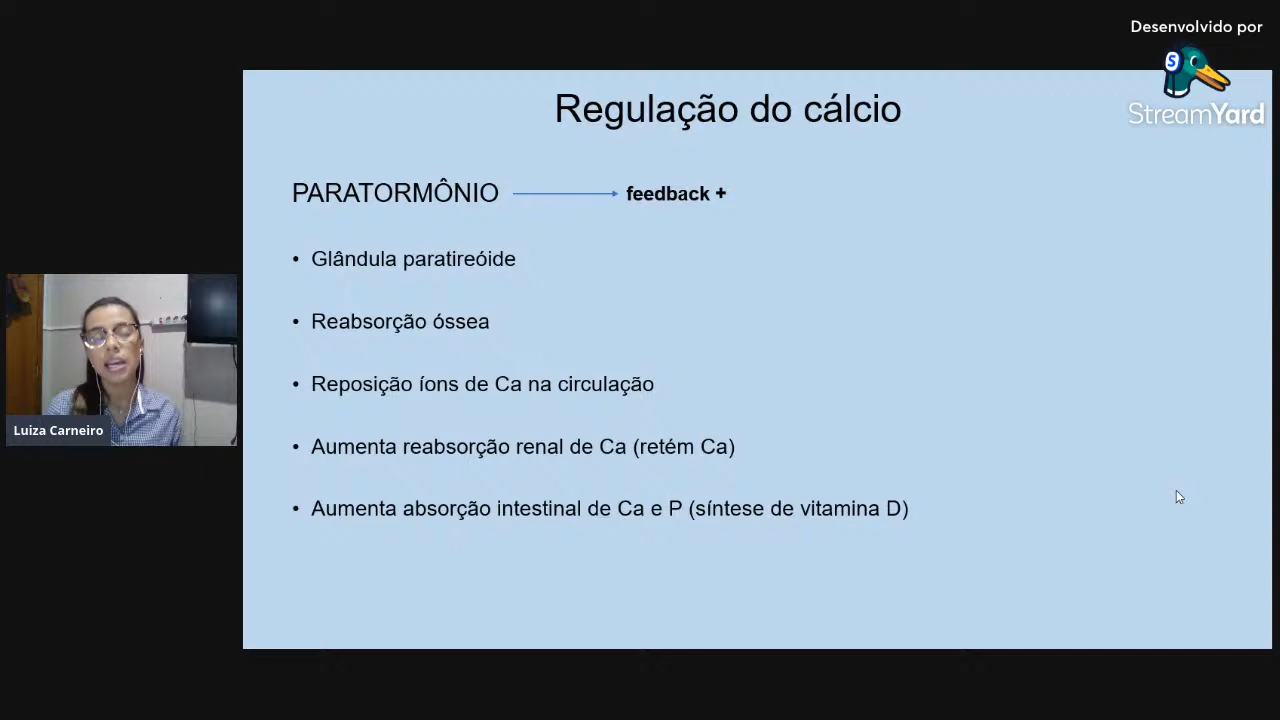 Desenvolvido por
StreamYard
Regulação do cálcio
PARATORMÔNIO feedback +
• Glândula paratireóide
• Reabsorção óssea
• Reposição íons de Ca na circulação
• Aumenta reabsorção renal de Ca (retém Ca)
• Aumenta absorção intestinal de Ca e P (síntese de vitamina D)
Luiza Carneiro